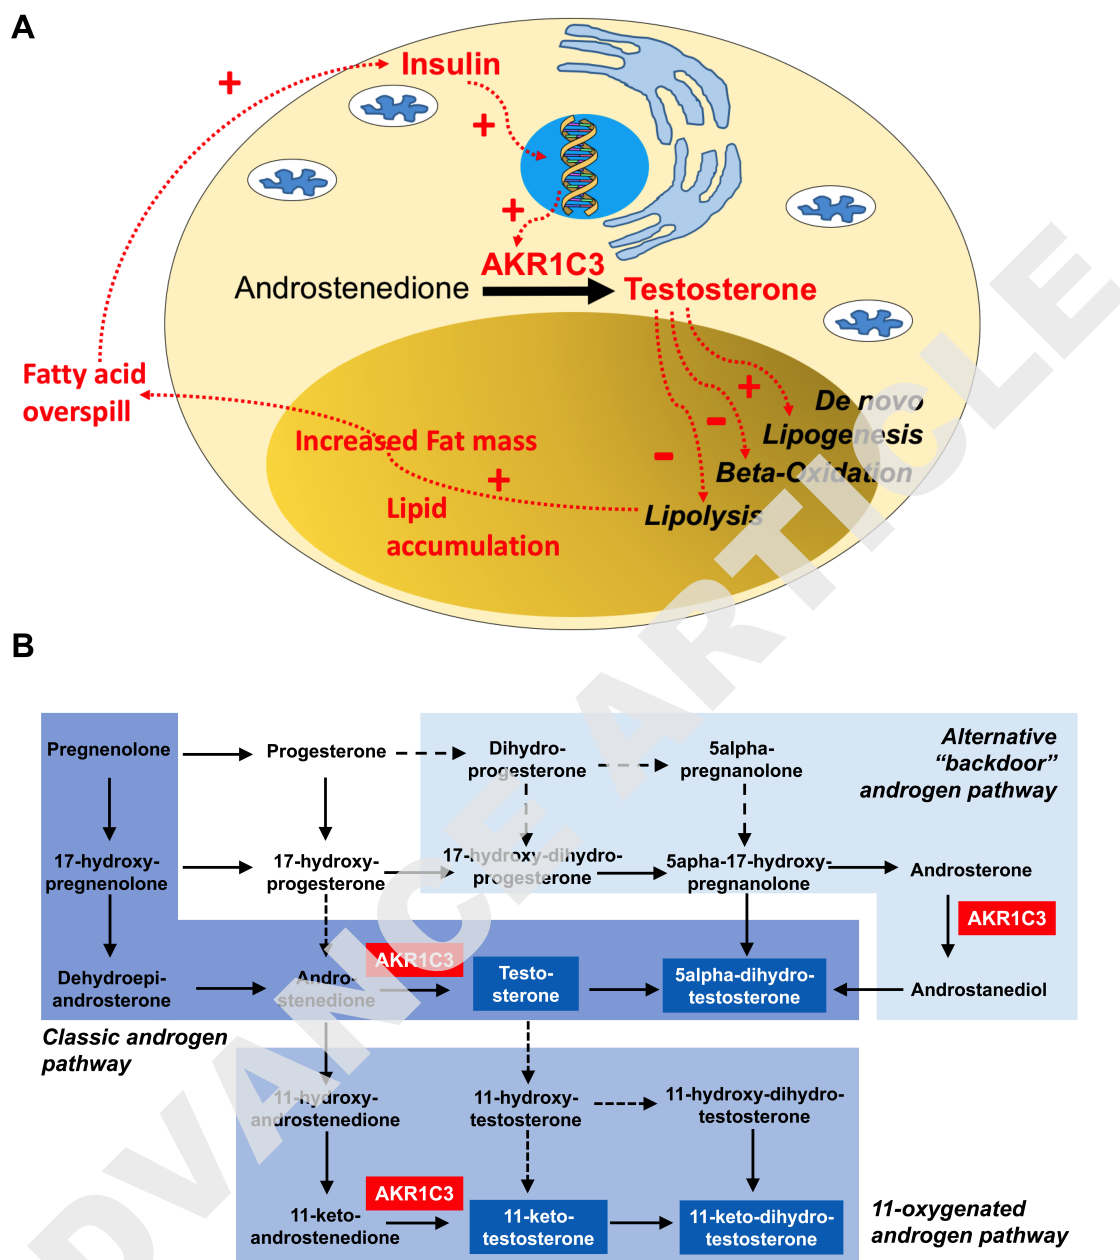 A
Insulin
+
+
+
AKR1C3
Androstenedione
Testosterone
Fatty acid
overspill
+
De novo
Lipogenesis
-
Beta-Oxidation
-
Lipolysis
Increased Fat mass
+
Lipid
accumulation
B
Pregnenolone
Progesterone
Dihydro-
progesterone
5alpha-
pregnanolone
Alternative
“backdoor”
androgen pathway
17-hydroxy-
pregnenolone
17-hydroxy-
progesterone
17-hydroxy-dihydro-
progesterone
5apha-17-hydroxy-
pregnanolone
Androsterone
AKR1C3
Dehydroepi-
androsterone
Andro-
stenedione
AKR1C3
Testo-
sterone
5alpha-dihydro-
testosterone
Androstanediol
Classic androgen
pathway
11-hydroxy-
androstenedione
11-hydroxy-
testosterone
11-hydroxy-dihydro-
testosterone
11-keto-
androstenedione
AKR1C3
11-keto-
testosterone
11-keto-dihydro-
testosterone
11-oxygenated
androgen pathway
DVANCE ARTICLE